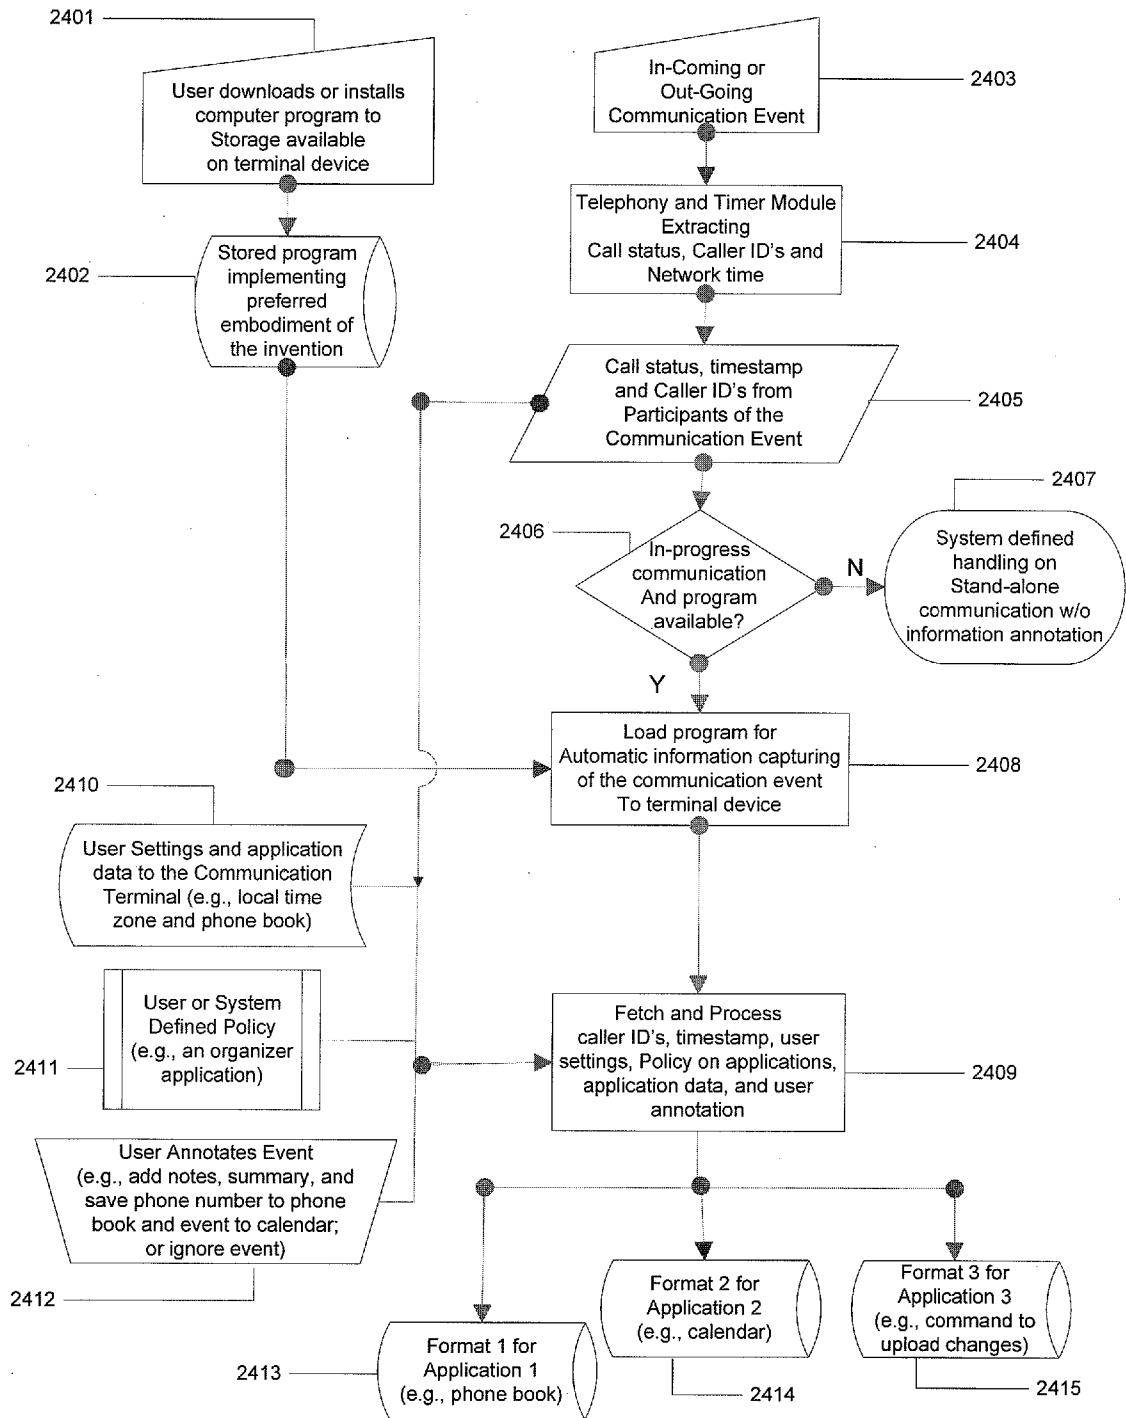 2401
User downloads or installs
computer program to
Storage available
on terminal device
In-Coming or
Out-Going
Communication Event
2403
2402
Stored program
implementing
preferred
embodiment of
the invention
Telephony and Timer Module
Extracting
Call status, Caller ID's and
Network time
2404
Call status, timestamp
and Caller ID's from
Participants of the
Communication Event
2405
2406
In-progress
communication
And program
available?
N
Y
2407
System defined
handling on
Stand-alone
communication w/o
information annotation
Load program for
Automatic information capturing
of the communication event
To terminal device
2408
2410
User Settings and application
data to the Communication
Terminal (e.g., local time
zone and phone book)
User or System
Defined Policy
(e.g., an organizer
application)
2411
Fetch and Process
caller ID's, timestamp, user
settings, Policy on applications,
application data, and user
annotation
2409
User Annotates Event
(e.g., add notes, summary, and
save phone number to phone
book and event to calendar;
or ignore event)
2412
Format 1 for
Application 1
(e.g., phone book)
2413
Format 2 for
Application 2
(e.g., calendar)
2414
Format 3 for
Application 3
(e.g., command to
upload changes)
2415